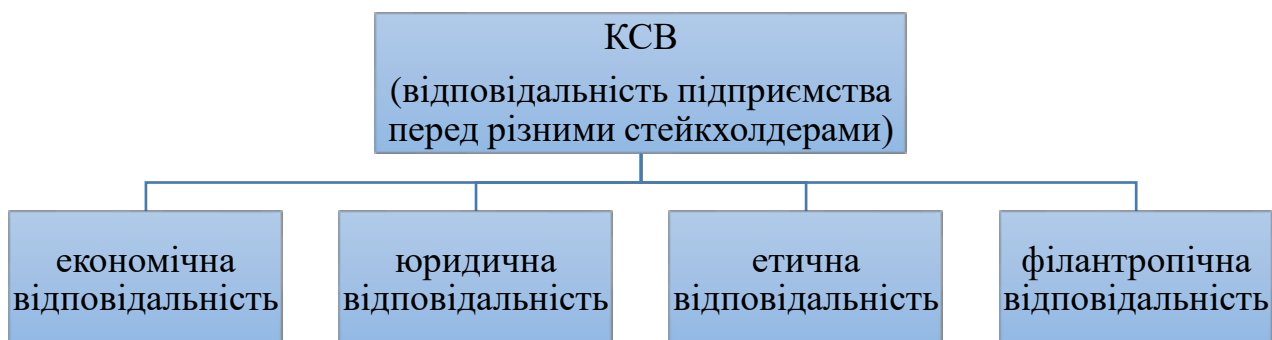 КСВ
(відповідальність підприємства
перед різними стейкхолдерами)
економічна
відповідальність
юридична
відповідальність
етична
відповідальність
філантропічна
відповідальність